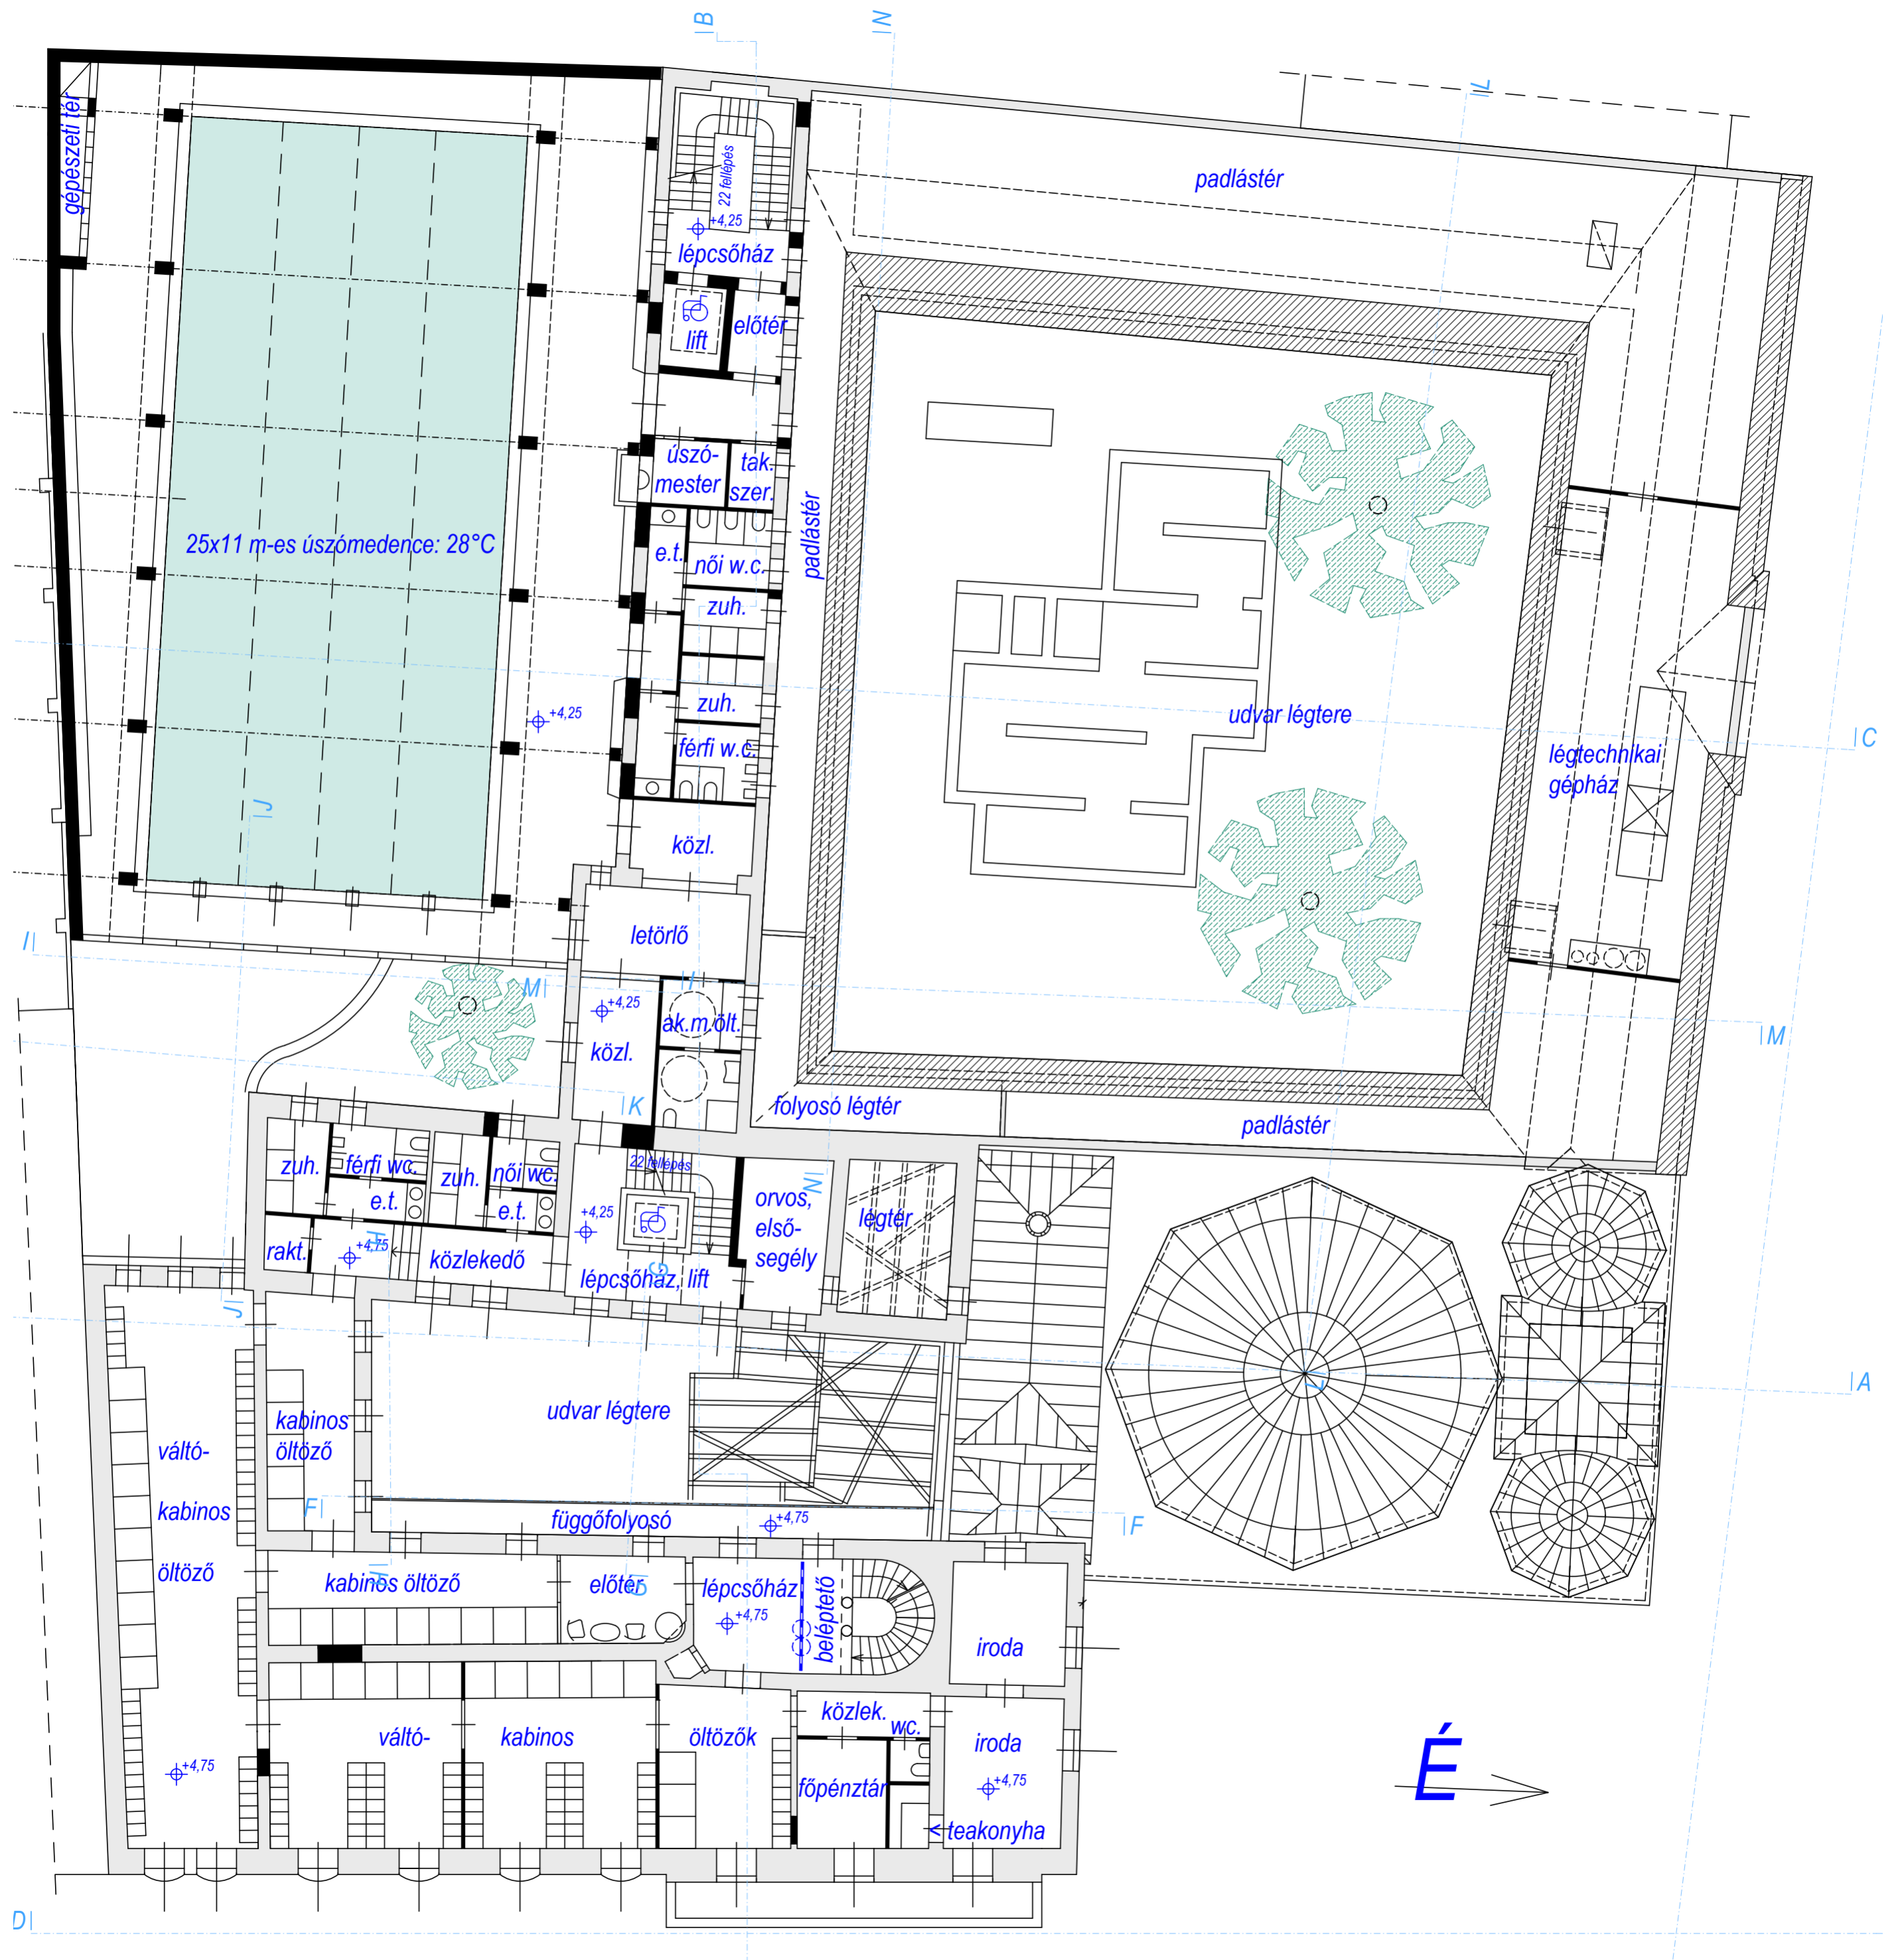 B
N
L
gépészeti tér
22 fellépés
+4,25
lépcsőház
padlástér
lift
előtér
úszó-
mester
tak.
szer.
padlástér
25x11 m-es úszómedence: 28°C
e.t.
női w.c.
zuh.
zuh.
+4,25
férfi w.c.
udvar légtere
C
légtechnikai
gépház
J
közl.
letörlő
I
M
I
+4,25
ak.m.ölt.
közl.
M
K
folyosó légtér
padlástér
zuh.
férfi wc.
zuh.
női wc.
22 fellépés
e.t.
e.t.
N
orvos,
első-
segély
légtér
+4,25
rakt.
H
+4,75
közlekedő
lépcsőház, lift
G
J
L
A
udvar légtere
kabinos
öltöző
váltó-
kabinos
öltöző
F
függőfolyosó
+4,75
F
H
kabinos öltöző
előtér
G
lépcsőház
+4,75
beléptető
iroda
váltó-
kabinos
öltözők
közlek.
wc.
iroda
+4,75
főpénztár
+4,75
< teakonyha
É
D